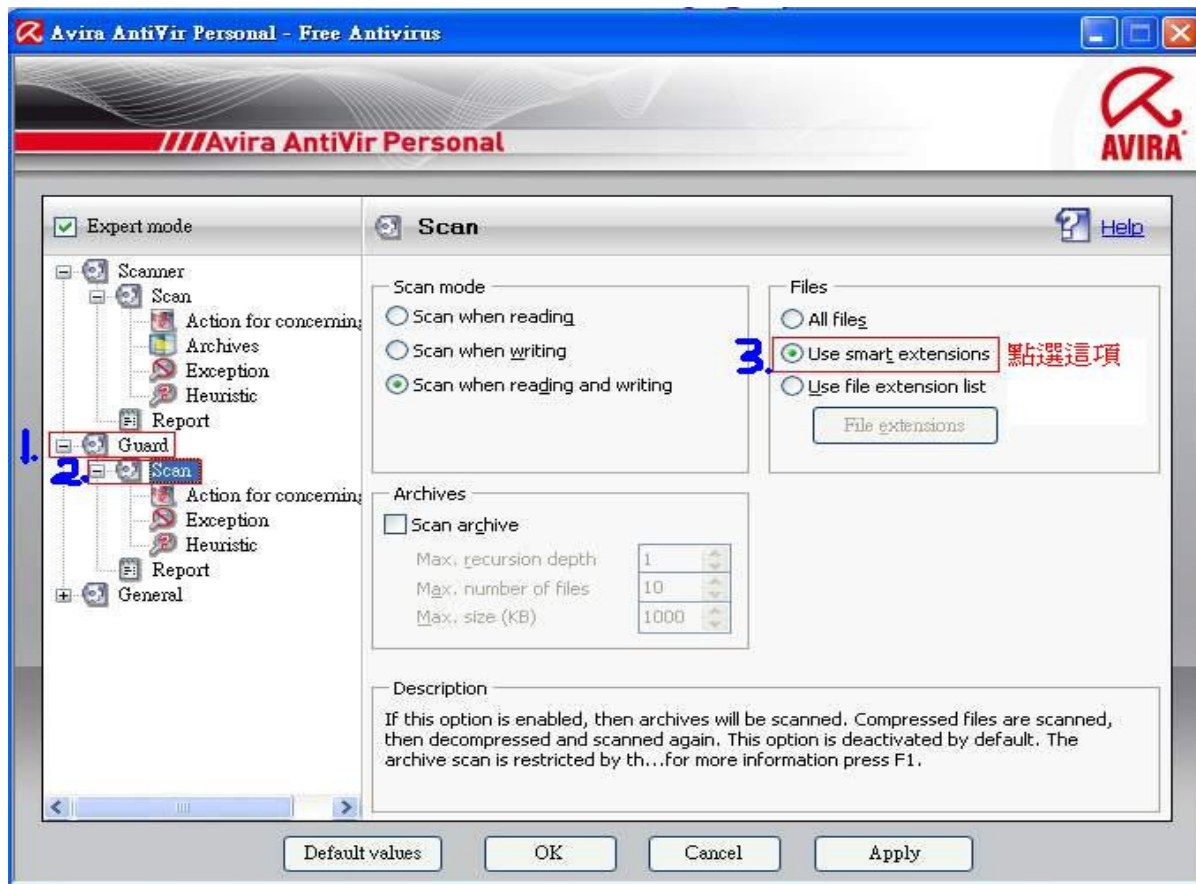 Avira AntiVir Personal - Free Antivirus
////Avira AntiVir Personal
AVIRA
Expert mode
Scan
Help
Scanner
Scan
Action for concerning
Archives
Exception
Heuristic
Report
1. Guard
2. Scan
Action for concerning
Exception
Heuristic
Report
General
Scan mode
Scan when reading
Scan when writing
Scan when reading and writing
Files
All files
3. Use smart extensions 點選這項
Use file extension list
File extensions
Archives
Scan archive
Max. recursion depth 1
Max. number of files 10
Max. size (KB) 1000
Description
If this option is enabled, then archives will be scanned. Compressed files are scanned,
then decompressed and scanned again. This option is deactivated by default. The
archive scan is restricted by th...for more information press F1.
Default values OK Cancel Apply